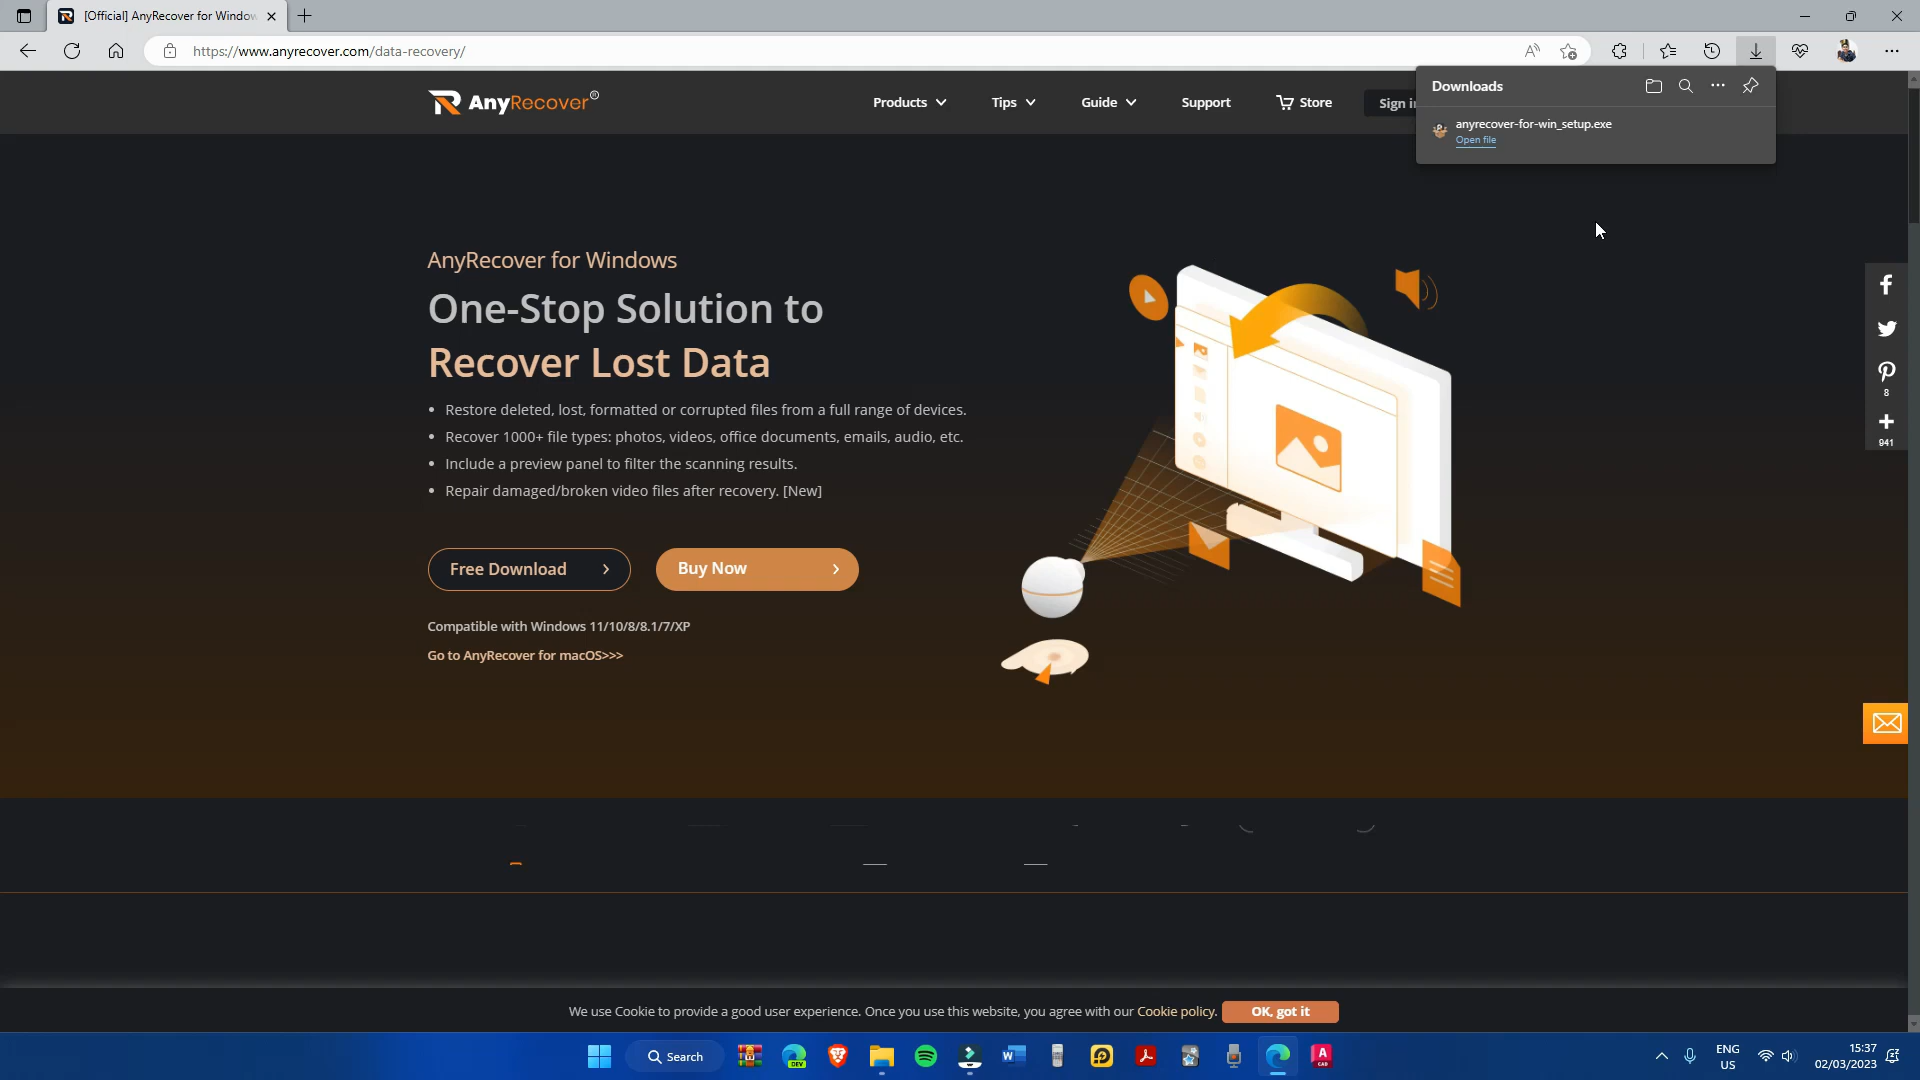 [Official] AnyRecover for Window
https://www.anyrecover.com/data-recovery/
Downloads
anyrecover-for-win_setup.exe
Open file
AnyRecover®
Products
Tips
Guide
Support
Store
Sign in
AnyRecover for Windows
One-Stop Solution to
Recover Lost Data
• Restore deleted, lost, formatted or corrupted files from a full range of devices.
• Recover 1000+ file types: photos, videos, office documents, emails, audio, etc.
• Include a preview panel to filter the scanning results.
• Repair damaged/broken video files after recovery. [New]
Free Download
Buy Now
Compatible with Windows 11/10/8/8.1/7/XP
Go to AnyRecover for macOS>>>
8
941
We use Cookie to provide a good user experience. Once you use this website, you agree with our Cookie policy.
OK, got it
Search
ENG
US
15:37
02/03/2023